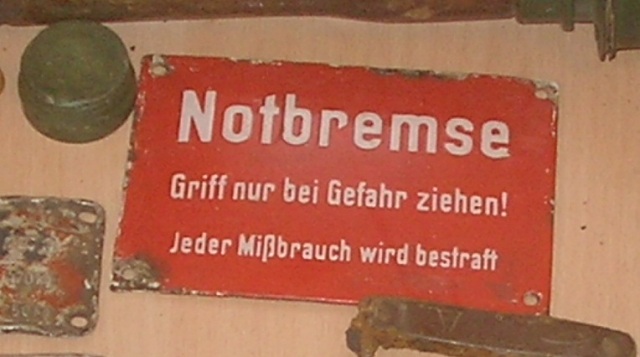 Notbremse
Griff nur bei Gefahr ziehen!
Jeder Mißbrauch wird bestraft